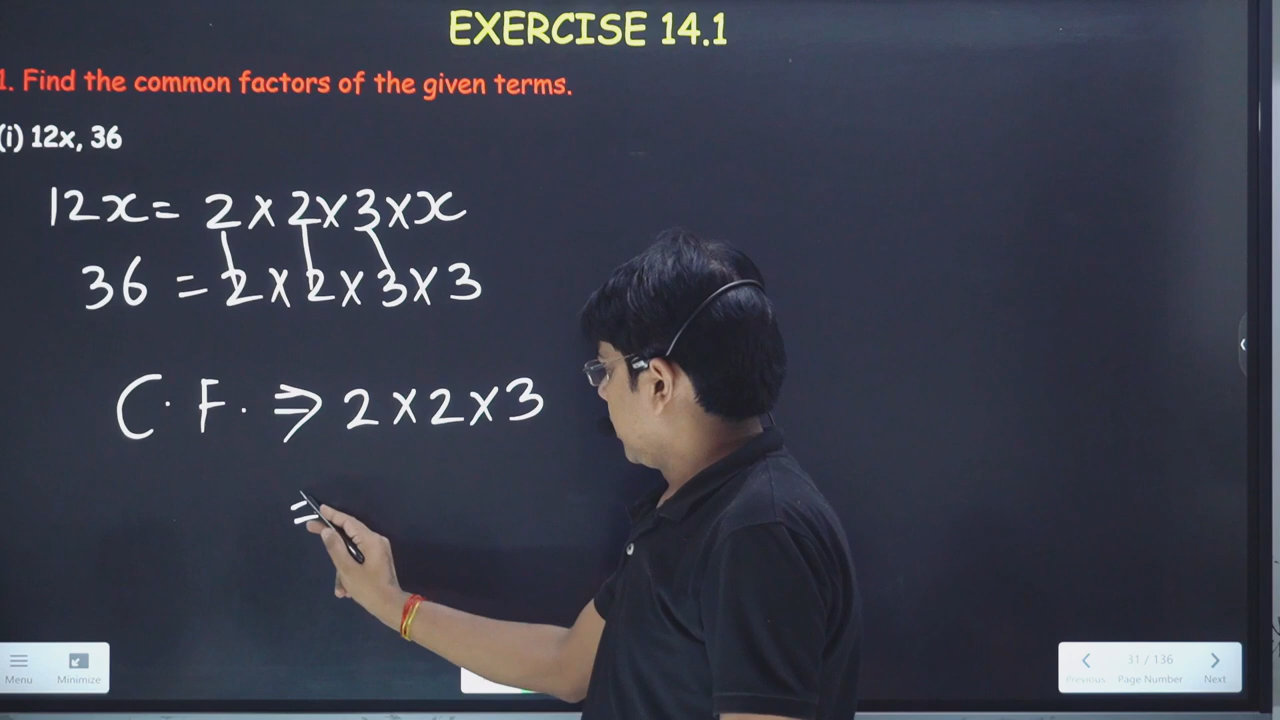 EXERCISE 14.1
1. Find the common factors of the given terms.
(i) 12x, 36
12x = 2 × 2 × 3 × x
36 = 2 × 2 × 3 × 3
C. F. ⇒ 2 × 2 × 3
=
Menu
Minimize
31 / 136
Previous
Page Number
Next